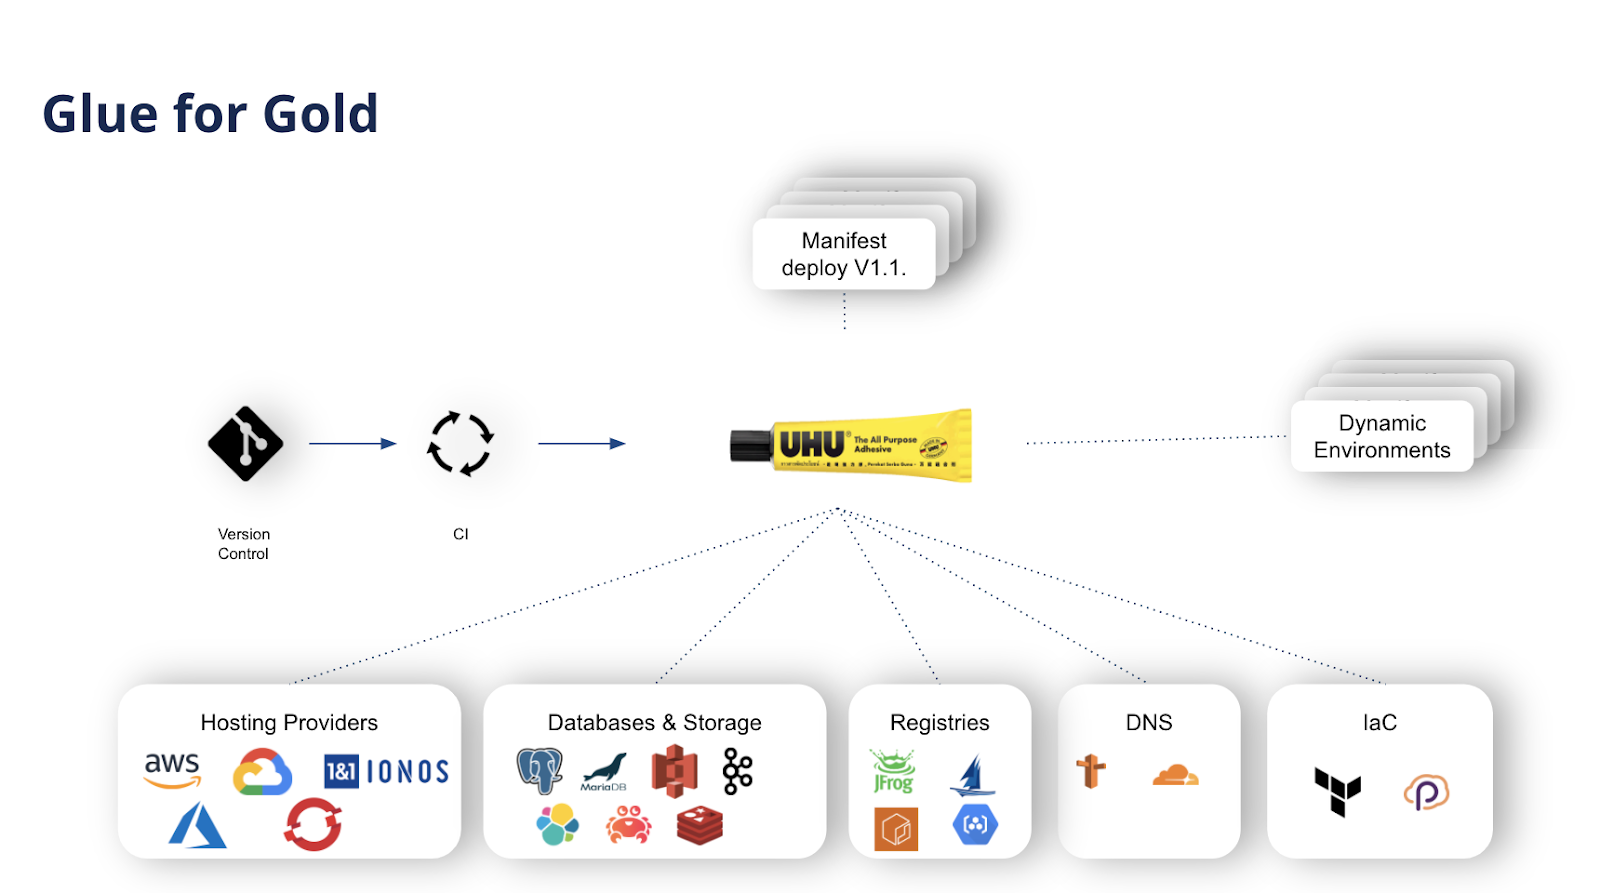 Glue for Gold
Manifest
deploy V1.1.
Dynamic
Environments
UHU®
The All Purpose
Adhesive
Version
Control
CI
Hosting Providers
aws
1&1 IONOS
Databases & Storage
MariaDB
Registries
JFrog
DNS
IaC